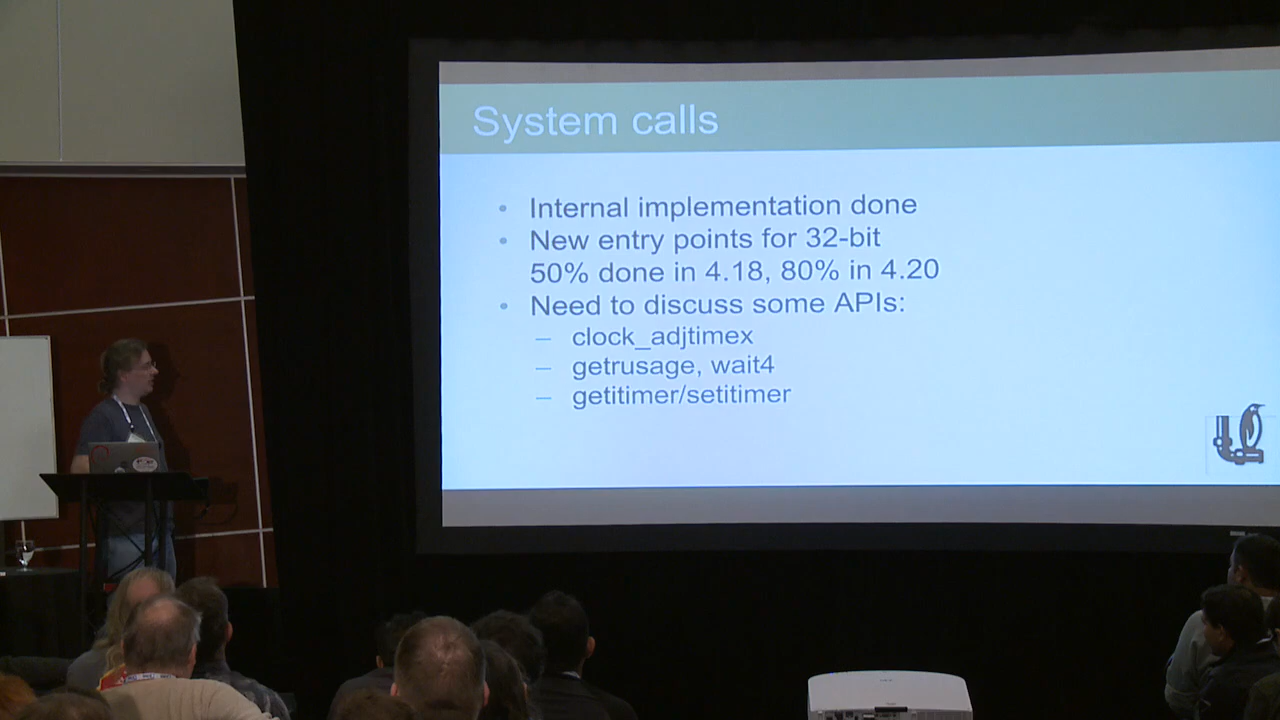 System calls
• Internal implementation done
• New entry points for 32-bit
50% done in 4.18, 80% in 4.20
• Need to discuss some APIs:
– clock_adjtimex
– getrusage, wait4
– getitimer/setitimer